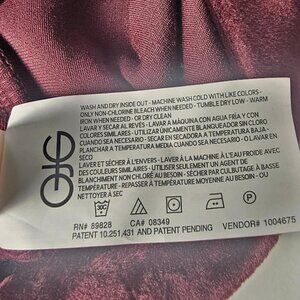 WASH AND DRY INSIDE OUT - MACHINE WASH COLD WITH LIKE COLORS -
ONLY NON-CHLORINE BLEACH WHEN NEEDED - TUMBLE DRY LOW - WARM
IRON WHEN NEEDED - OR DRY CLEAN
LAVAR Y SECAR AL REVÉS - LAVAR A MAQUINA CON AGUA FRÍA Y CON
COLORES SIMILARES - UTILIZAR ÚNICAMENTE BLANQUEADOR SIN CLORO
CUANDO SEA NECESARIO - SECAR EN SECADORA A TEMPERATURA BAJA -
PLANCHAR A TEMPERATURA MEDIA CUANDO SEA NECESARIO - O LAVAR EN
SECO
LAVER ET SÉCHER À L'ENVERS - LAVER À LA MACHINE À L'EAU FROIDE AVEC
DES COULEURS SIMILAIRES - UTILISER SEULEMENT UN AGENT DE
BLANCHIMENT NON CHLORÉ AU BESOIN - SÉCHER PAR CULBUTAGE À BASSE
TEMPÉRATURE - REPASSER À TEMPÉRATURE MOYENNE AU BESOIN - OU
NETTOYER À SEC
30C
RN# 89828 CA# 08349 VENDOR# 1004675
PATENT 10,251,431 AND PATENT PENDING